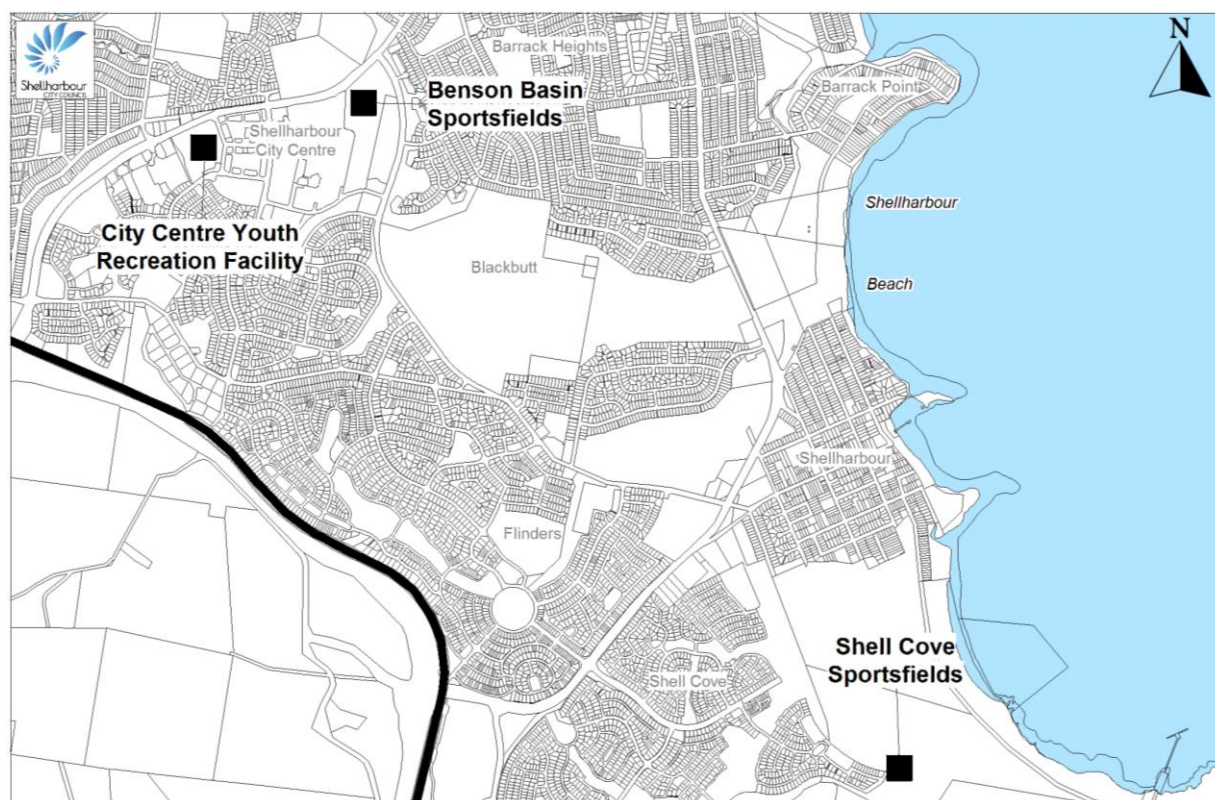 Shellharbour
CITY COUNCIL
N
Barrack Heights
Benson Basin
Sportsfields
Barrack Point
Shellharbour
City Centre
Shellharbour
City Centre Youth
Recreation Facility
Blackbutt
Beach
Shellharbour
Flinders
Shell Cove
Sportsfields
Shell Cove